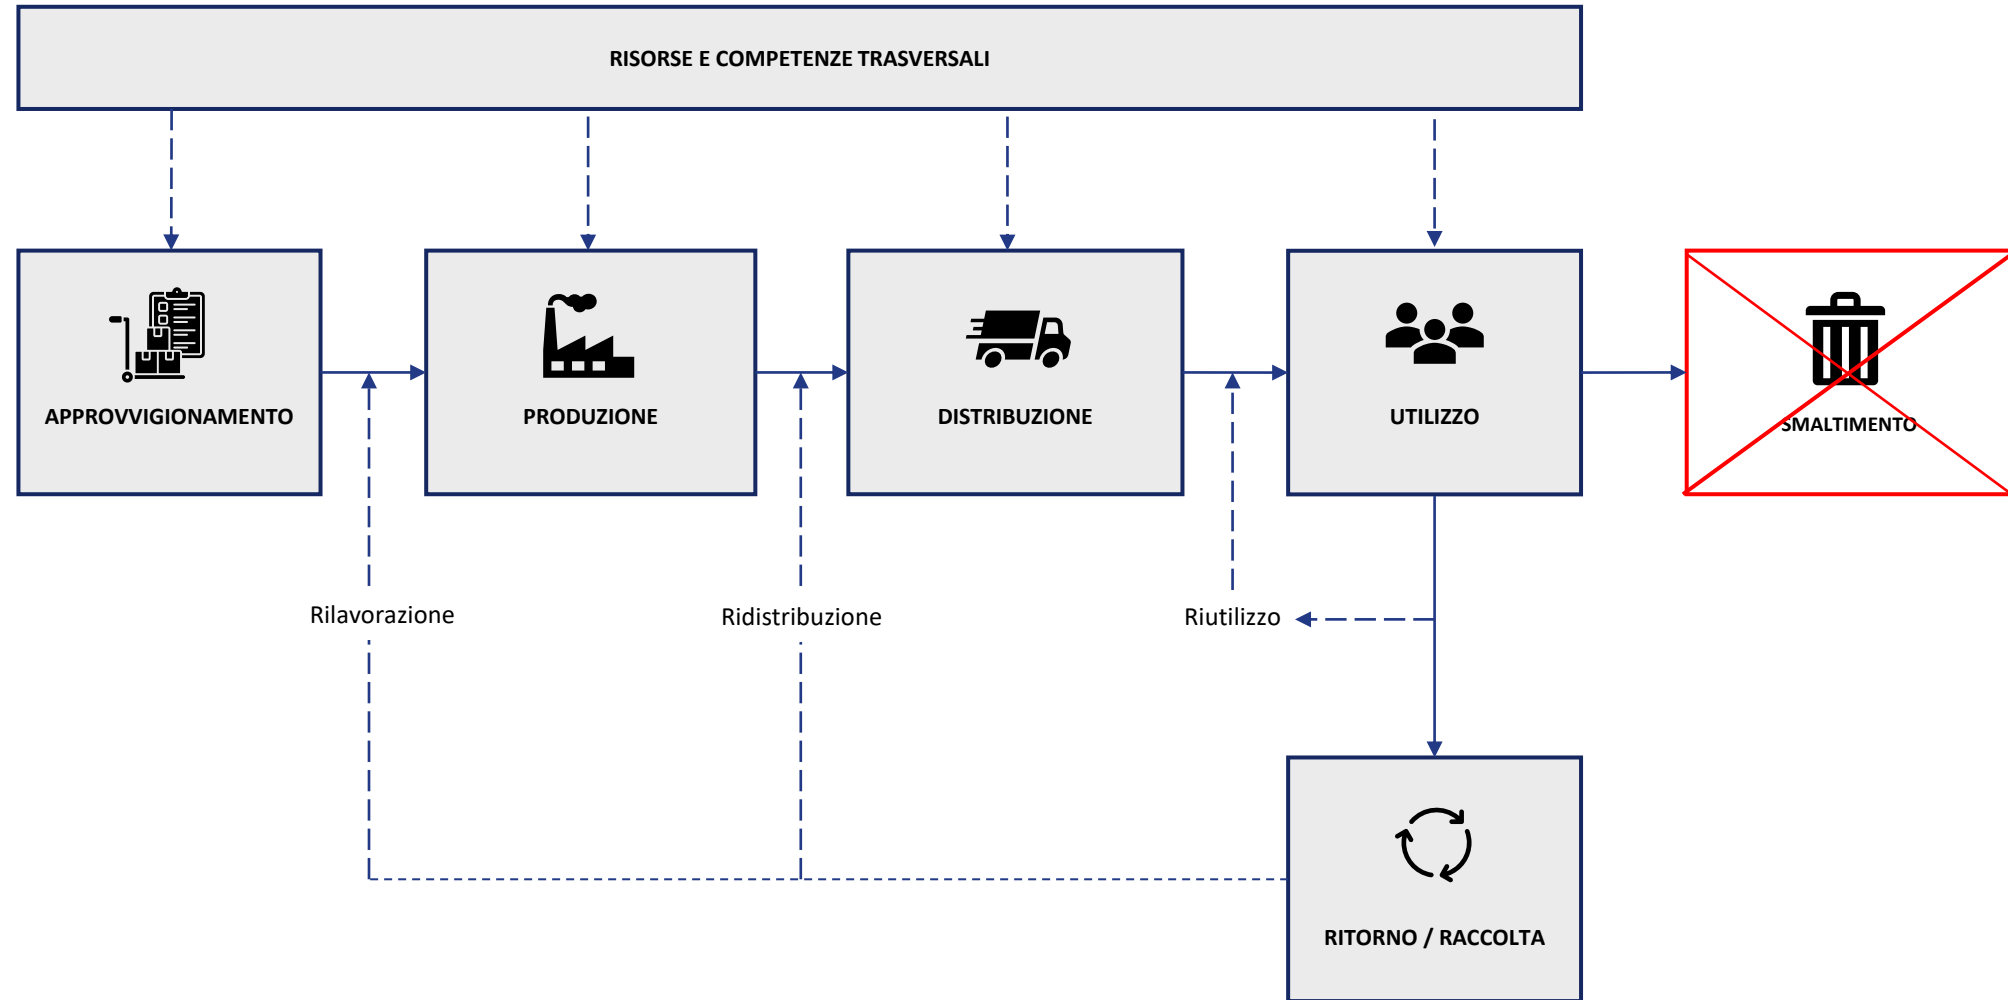 RISORSE E COMPETENZE TRASVERSALI
APPROVVIGIONAMENTO
PRODUZIONE
DISTRIBUZIONE
UTILIZZO
SMALTIMENTO
Rilavorazione
Ridistribuzione
Riutilizzo
RITORNO / RACCOLTA